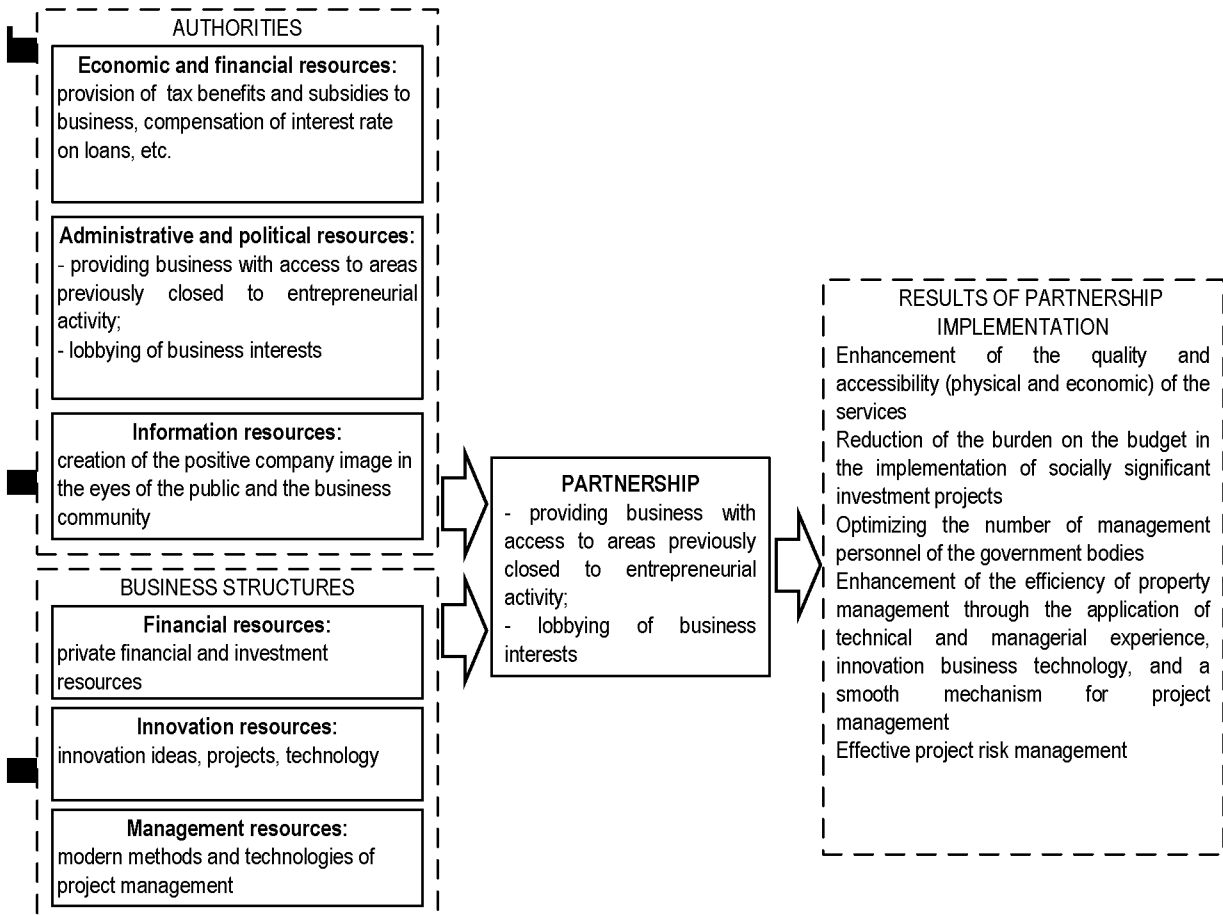 AUTHORITIES
Economic and financial resources:
provision of tax benefits and subsidies to
business, compensation of interest rate
on loans, etc.
Administrative and political resources:
- providing business with access to areas
previously closed to entrepreneurial
activity;
- lobbying of business interests
Information resources:
creation of the positive company image in
the eyes of the public and the business
community
BUSINESS STRUCTURES
Financial resources:
private financial and investment
resources
Innovation resources:
innovation ideas, projects, technology
Management resources:
modern methods and technologies of
project management
PARTNERSHIP
- providing business with
access to areas previously
closed to entrepreneurial
activity;
- lobbying of business
interests
RESULTS OF PARTNERSHIP
IMPLEMENTATION
Enhancement of the quality and
accessibility (physical and economic) of the
services
Reduction of the burden on the budget in
the implementation of socially significant
investment projects
Optimizing the number of management
personnel of the government bodies
Enhancement of the efficiency of property
management through the application of
technical and managerial experience,
innovation business technology, and a
smooth mechanism for project
management
Effective project risk management